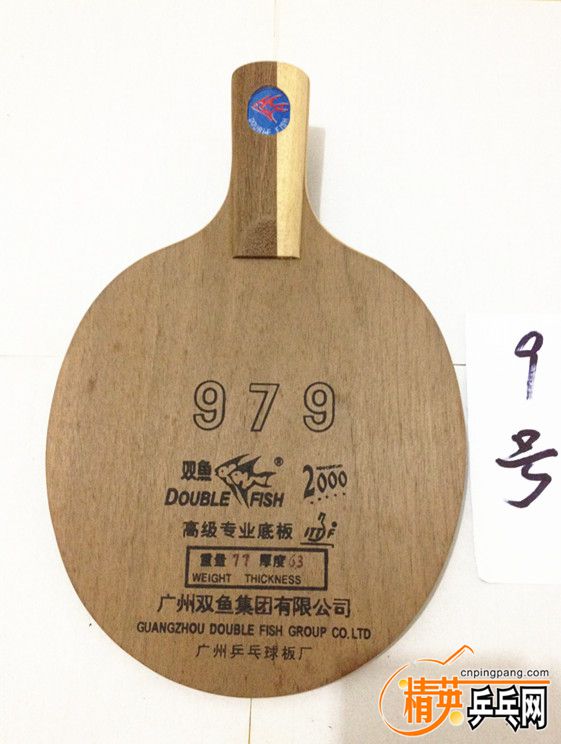 DOUBLE FISH
979
双鱼® 2000
DOUBLE FISH
高级专业底板 ITTF
重量 77 厚度 63
WEIGHT THICKNESS
广州双鱼集团有限公司
GUANGZHOU DOUBLE FISH GROUP CO.LTD
广州乒乓球板厂
9
号
cnpingpang.com
精英乒乓网